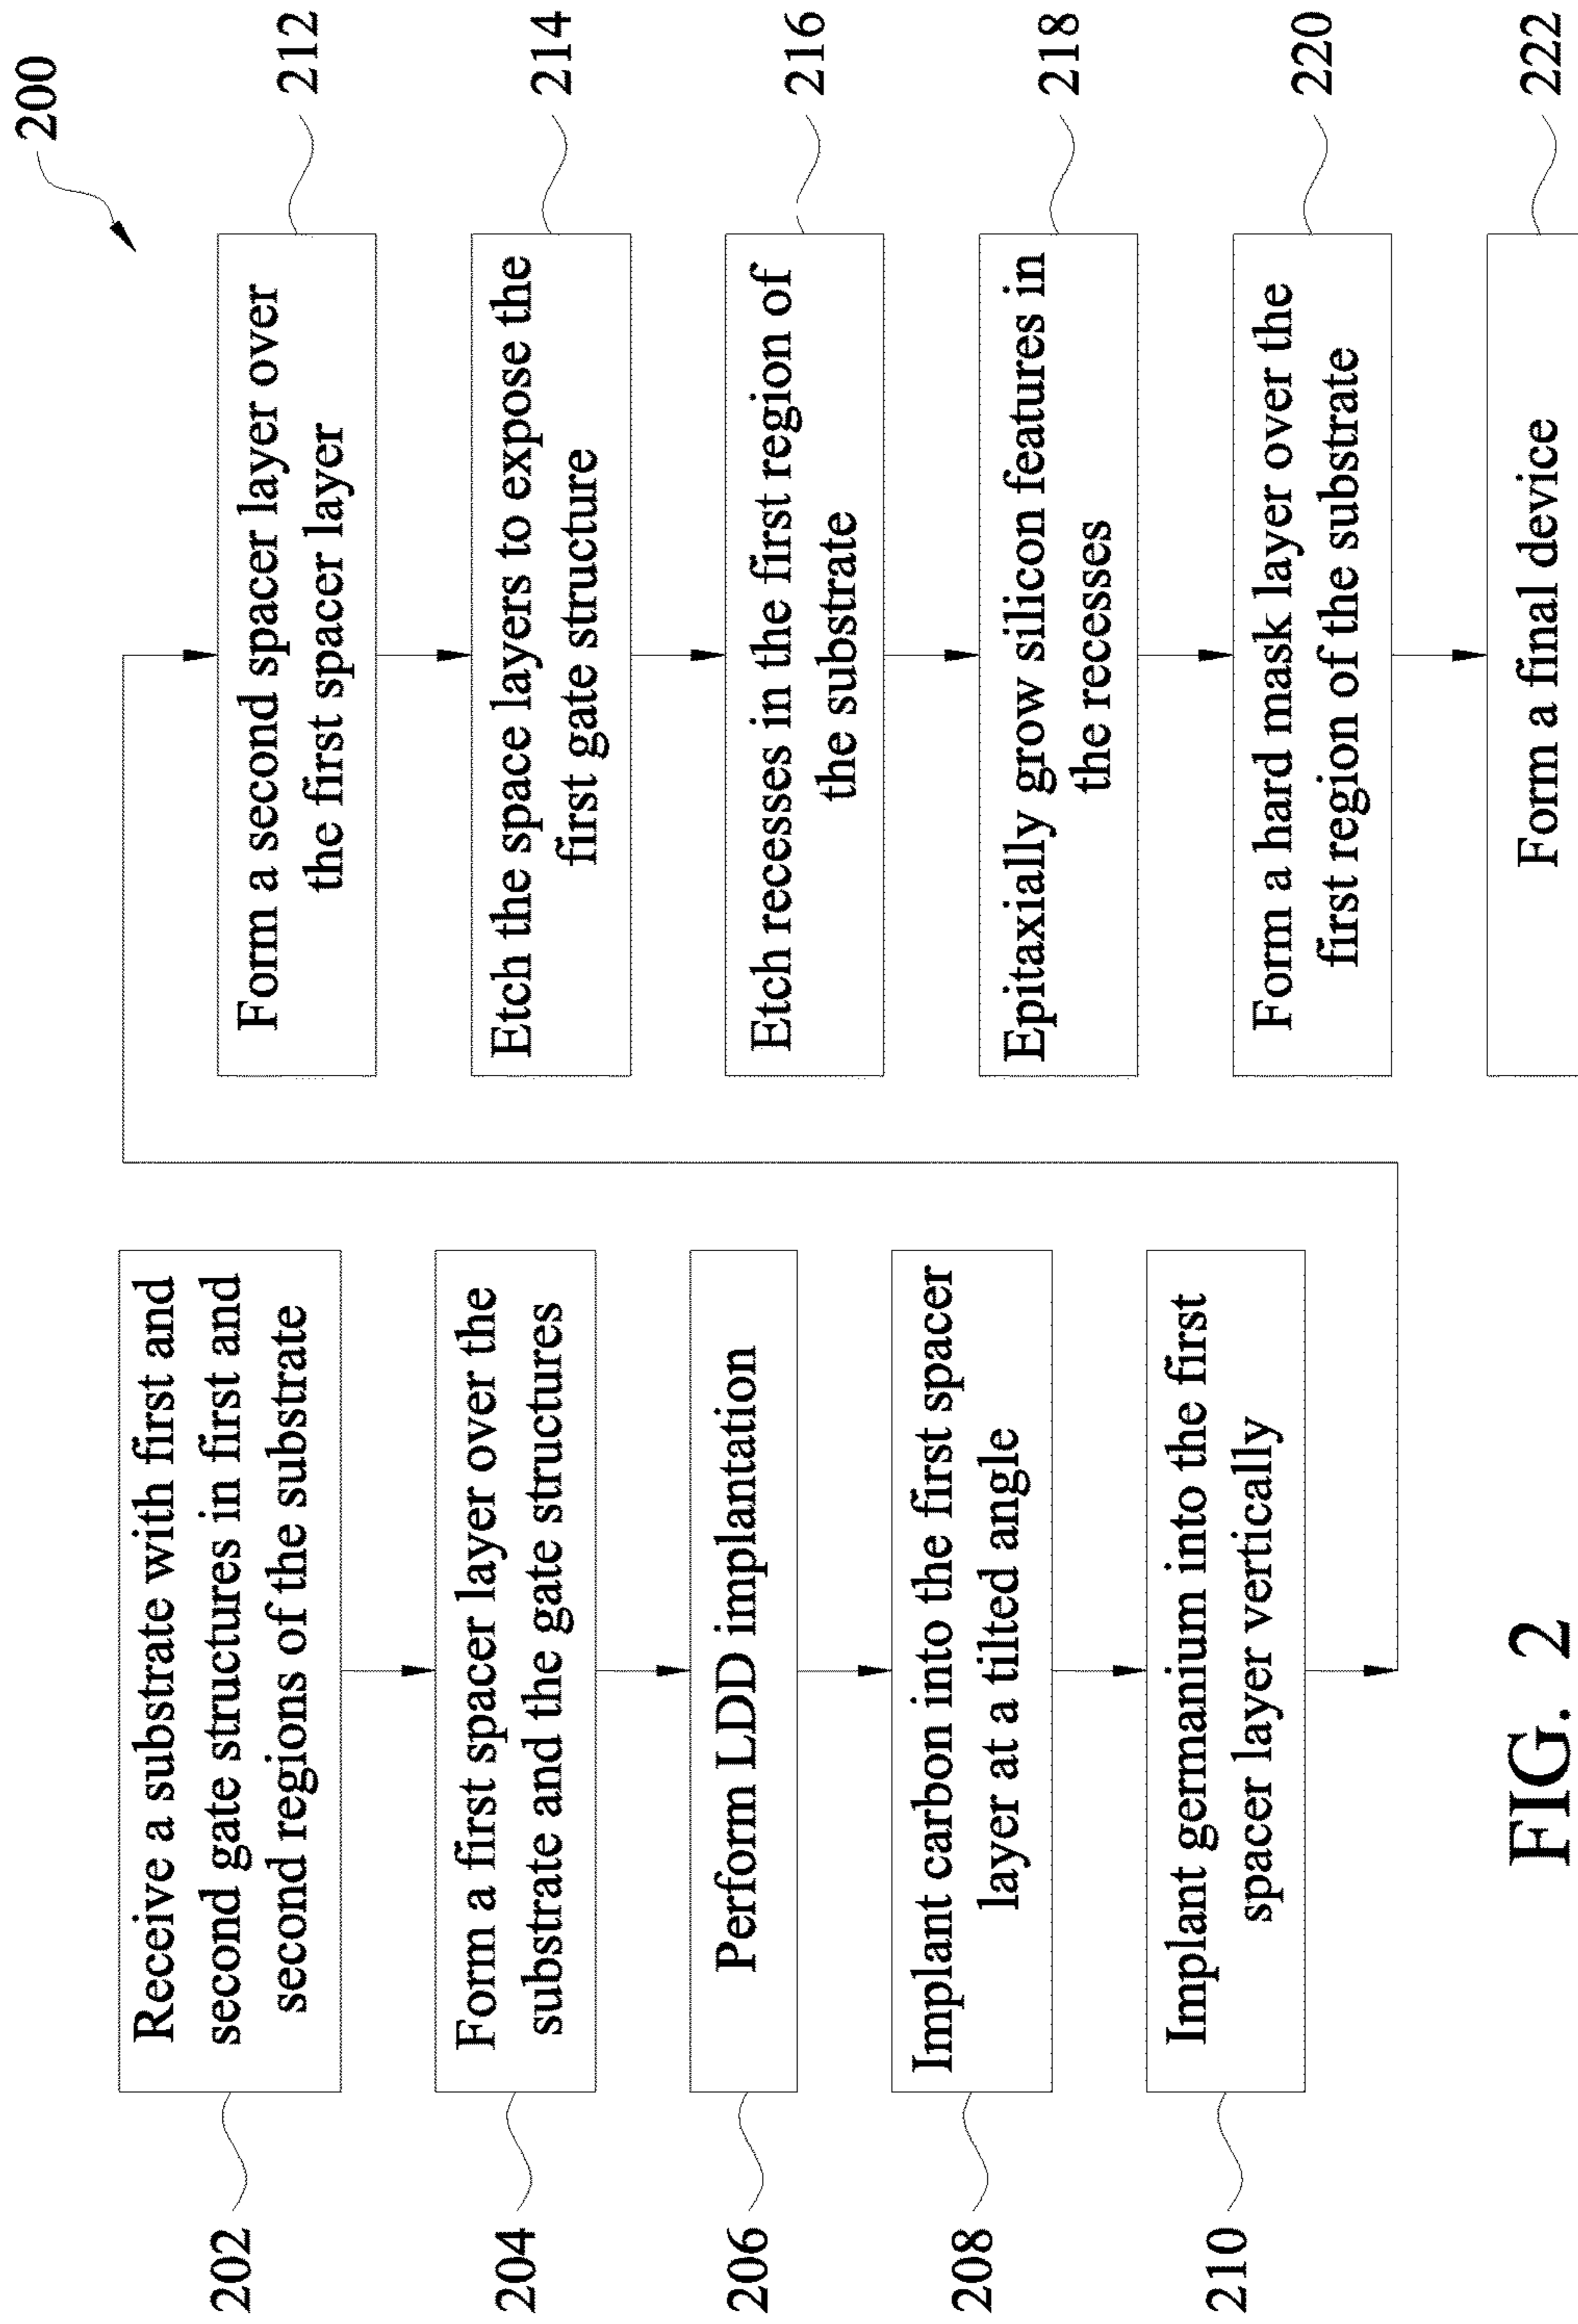 200
202
Receive a substrate with first and
second gate structures in first and
second regions of the substrate
204
Form a first spacer layer over the
substrate and the gate structures
206
Perform LDD implantation
208
Implant carbon into the first spacer
layer at a tilted angle
210
Implant germanium into the first
spacer layer vertically
Form a second spacer layer over
the first spacer layer
212
Etch the space layers to expose the
first gate structure
214
Etch recesses in the first region of
the substrate
216
Epitaxially grow silicon features in
the recesses
218
Form a hard mask layer over the
first region of the substrate
220
Form a final device
222
FIG. 2